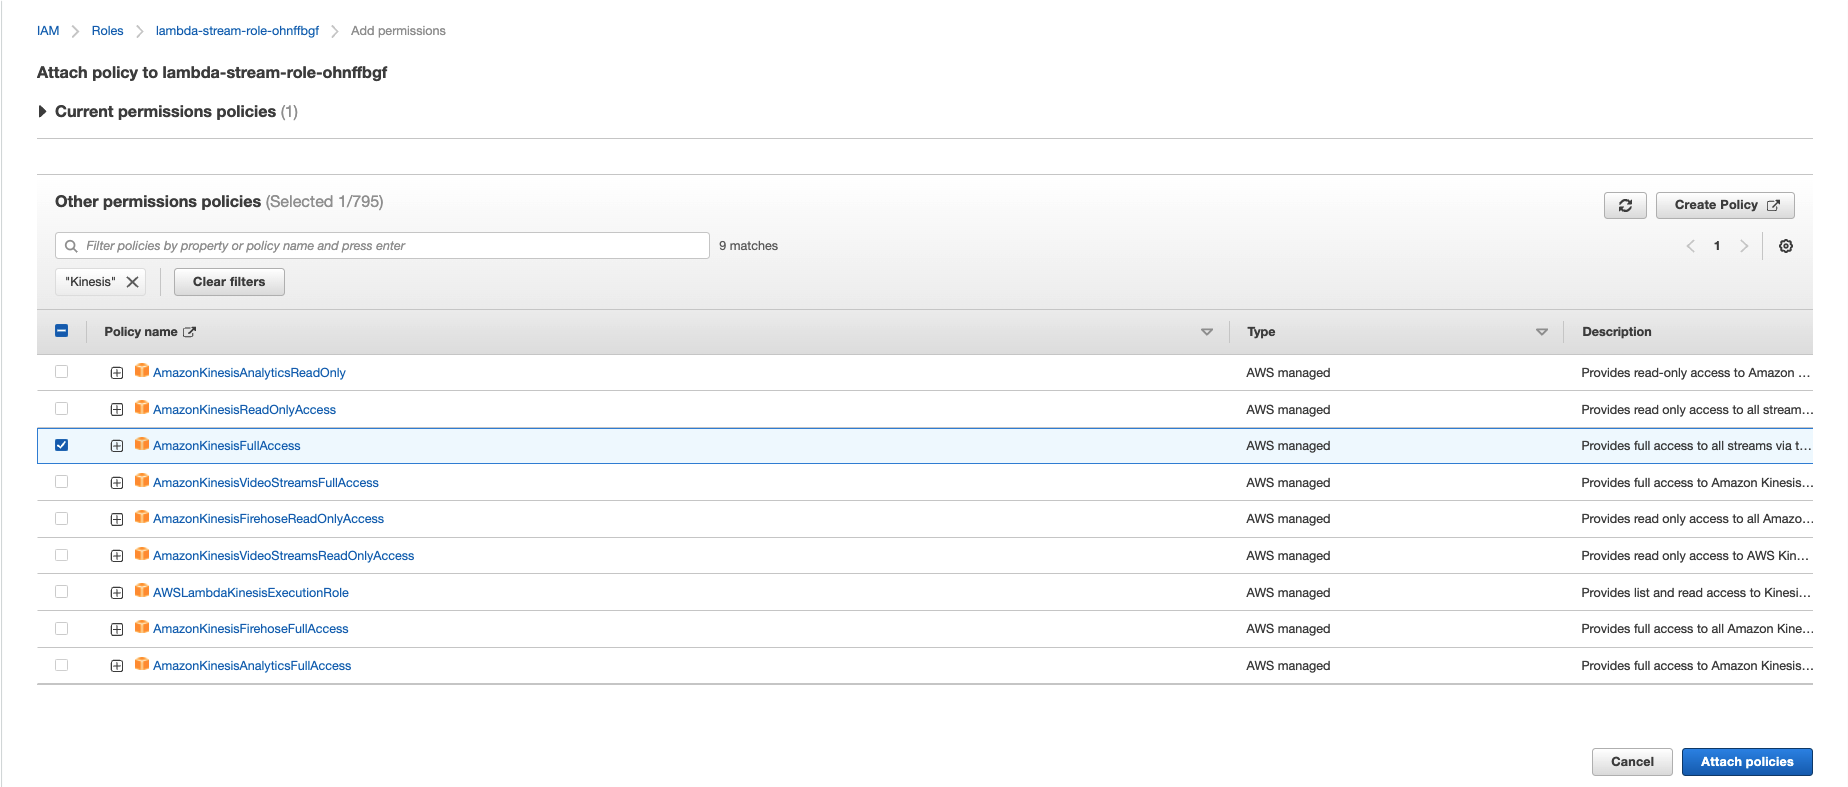 IAM > Roles > lambda-stream-role-ohnffbgf > Add permissions
Attach policy to lambda-stream-role-ohnffbgf
Current permissions policies (1)
Other permissions policies (Selected 1/795)
Create Policy
Filter policies by property or policy name and press enter 9 matches
1
"Kinesis" Clear filters
Policy name Type Description
AmazonKinesisAnalyticsReadOnly AWS managed Provides read-only access to Amazon ...
AmazonKinesisReadOnlyAccess AWS managed Provides read only access to all stream...
AmazonKinesisFullAccess AWS managed Provides full access to all streams via t...
AmazonKinesisVideoStreamsFullAccess AWS managed Provides full access to Amazon Kinesis...
AmazonKinesisFirehoseReadOnlyAccess AWS managed Provides read only access to all Amazo...
AmazonKinesisVideoStreamsReadOnlyAccess AWS managed Provides read only access to AWS Kin...
AWSLambdaKinesisExecutionRole AWS managed Provides list and read access to Kinesi...
AmazonKinesisFirehoseFullAccess AWS managed Provides full access to all Amazon Kine...
AmazonKinesisAnalyticsFullAccess AWS managed Provides full access to Amazon Kinesis...
Cancel Attach policies